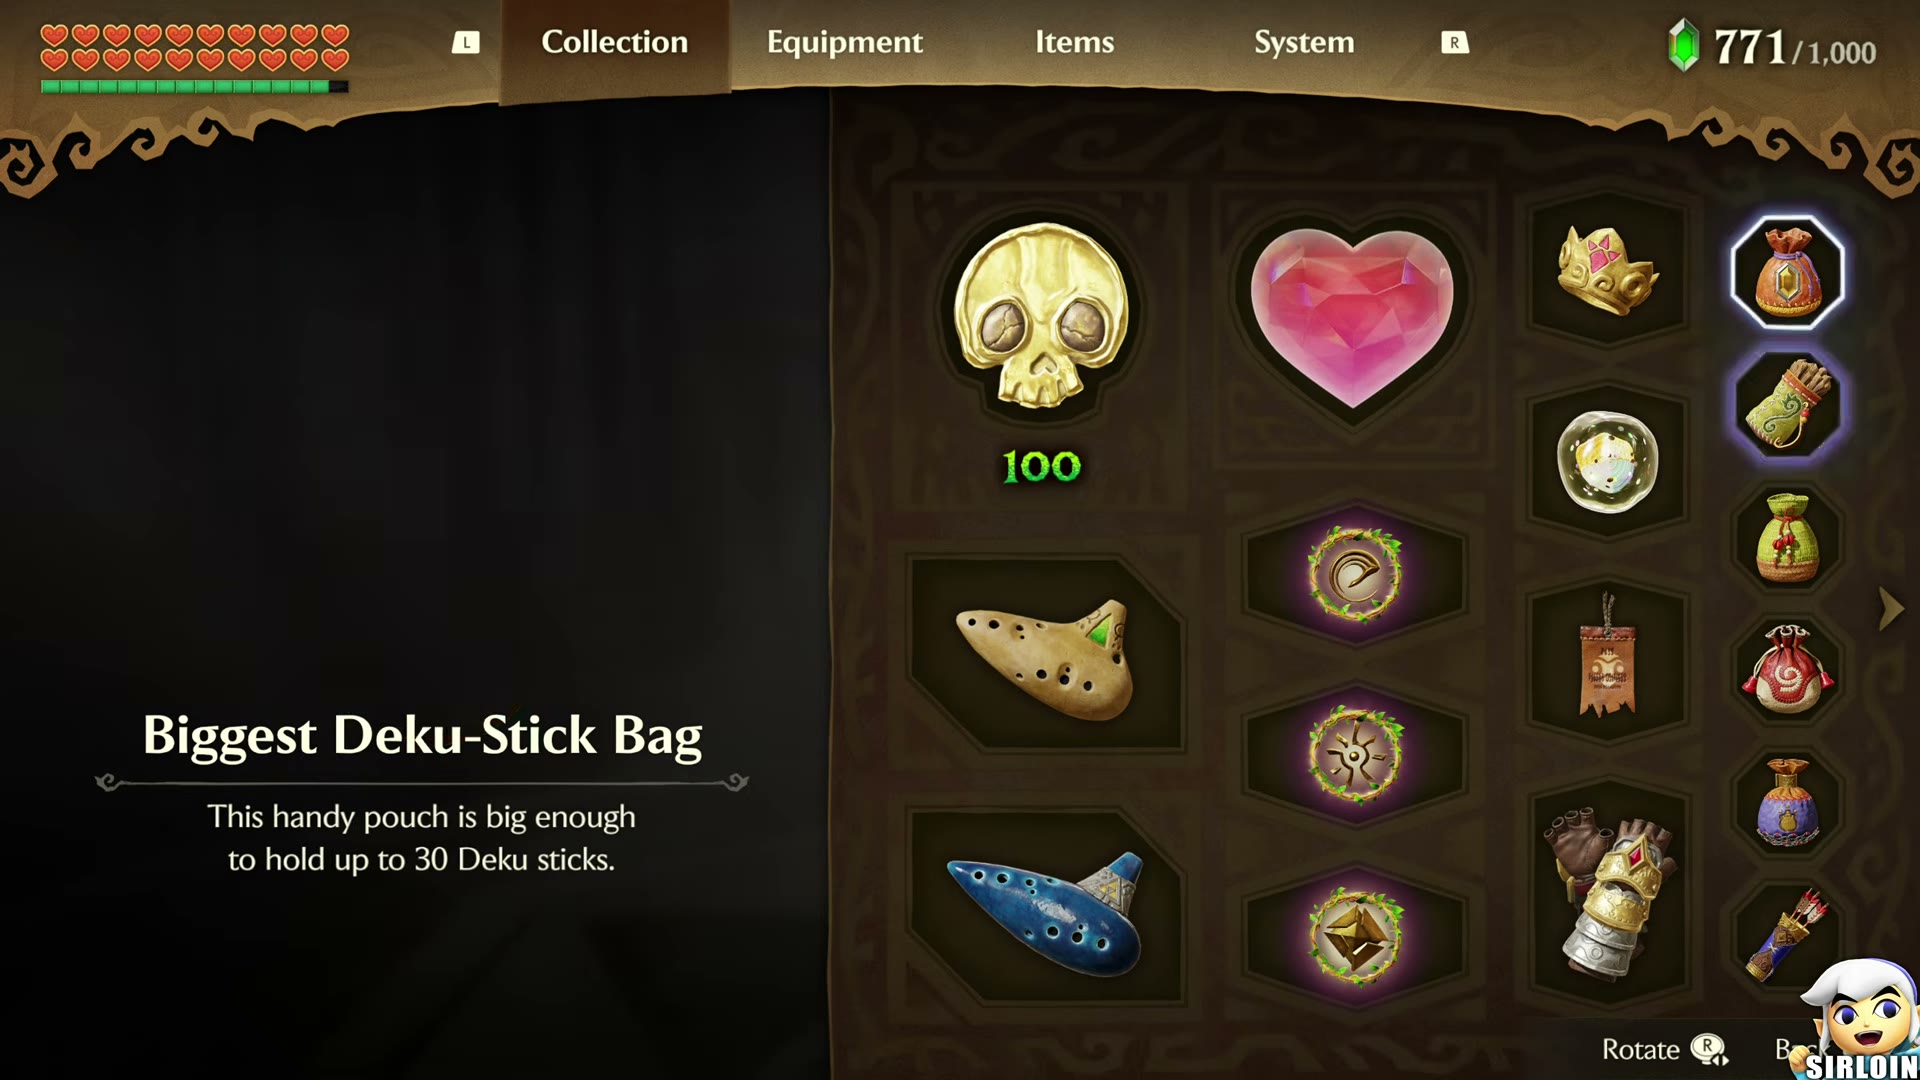 L
Collection
Equipment
Items
System
R
771/1,000
100
Biggest Deku-Stick Bag
This handy pouch is big enough
to hold up to 30 Deku sticks.
Rotate R
SIRLOIN